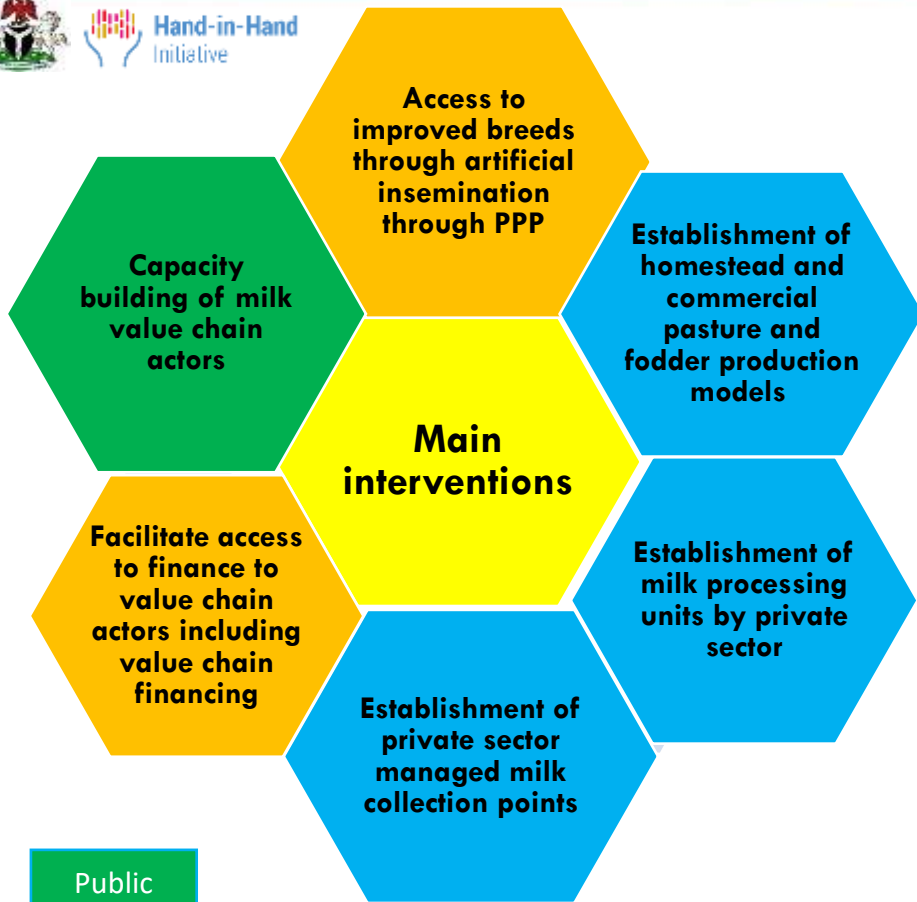 Hand-in-Hand
Initiative
Access to
improved breeds
through artificial
insemination
through PPP
Capacity
building of milk
value chain
actors
Establishment of
homestead and
commercial
pasture and
fodder production
models
Main
interventions
Facilitate access
to finance to
value chain
actors including
value chain
financing
Establishment of
milk processing
units by private
sector
Establishment of
private sector
managed milk
collection points
Public